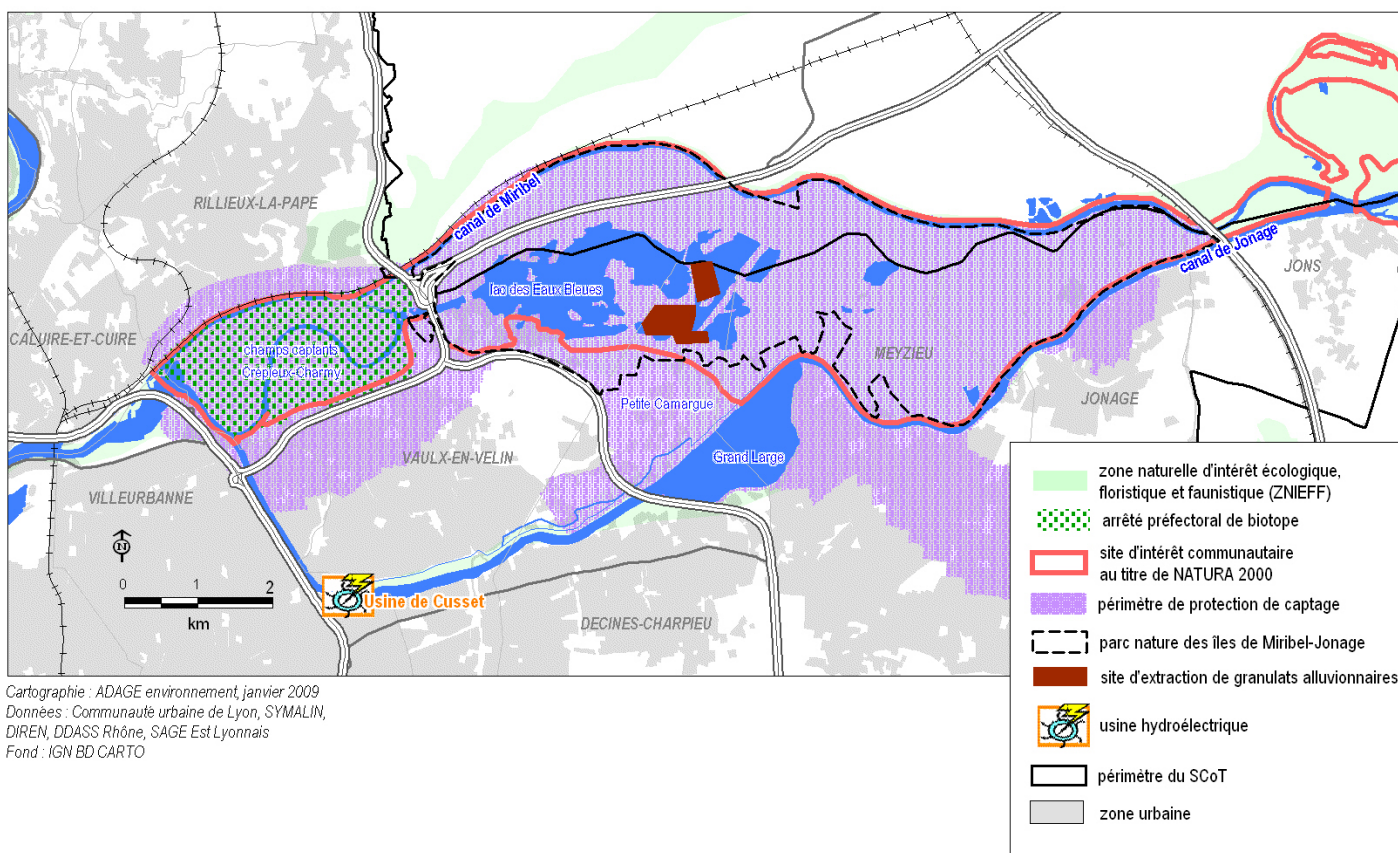 RILLIEUX-LA-PAPE
canal de Miribel
canal de Jonage
JONS
lac des Eaux Bleues
CALUIRE-ET-CUIRE
champs captants
Crépieux-Charmy
MEYZIEU
JONAGE
Petite Camargue
Grand Large
VAULX-EN-VELIN
VILLEURBANNE
N
0 1 2
km
Usine de Cusset
DECINES-CHARPIEU
zone naturelle d'intérêt écologique,
floristique et faunistique (ZNIEFF)
arrêté préfectoral de biotope
site d'intérêt communautaire
au titre de NATURA 2000
périmètre de protection de captage
parc nature des îles de Miribel-Jonage
site d'extraction de granulats alluvionnaires
usine hydroélectrique
périmètre du SCoT
zone urbaine
Cartographie : ADAGE environnement, janvier 2009
Données : Communauté urbaine de Lyon, SYMALIN,
DIREN, DDASS Rhône, SAGE Est Lyonnais
Fond : IGN BD CARTO